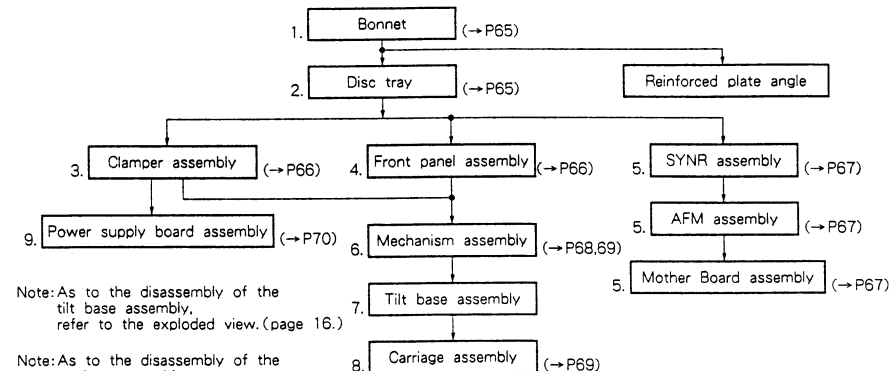 1. Bonnet (→P65)
2. Disc tray (→P65)
Reinforced plate angle
3. Clamper assembly (→P66)
4. Front panel assembly (→P66)
5. SYNR assembly (→P67)
9. Power supply board assembly (→P70)
6. Mechanism assembly (→P68,69)
5. AFM assembly (→P67)
5. Mother Board assembly (→P67)
7. Tilt base assembly
8. Carriage assembly (→P69)
Note: As to the disassembly of the
tilt base assembly,
refer to the exploded view. (page 16.)
Note: As to the disassembly of the